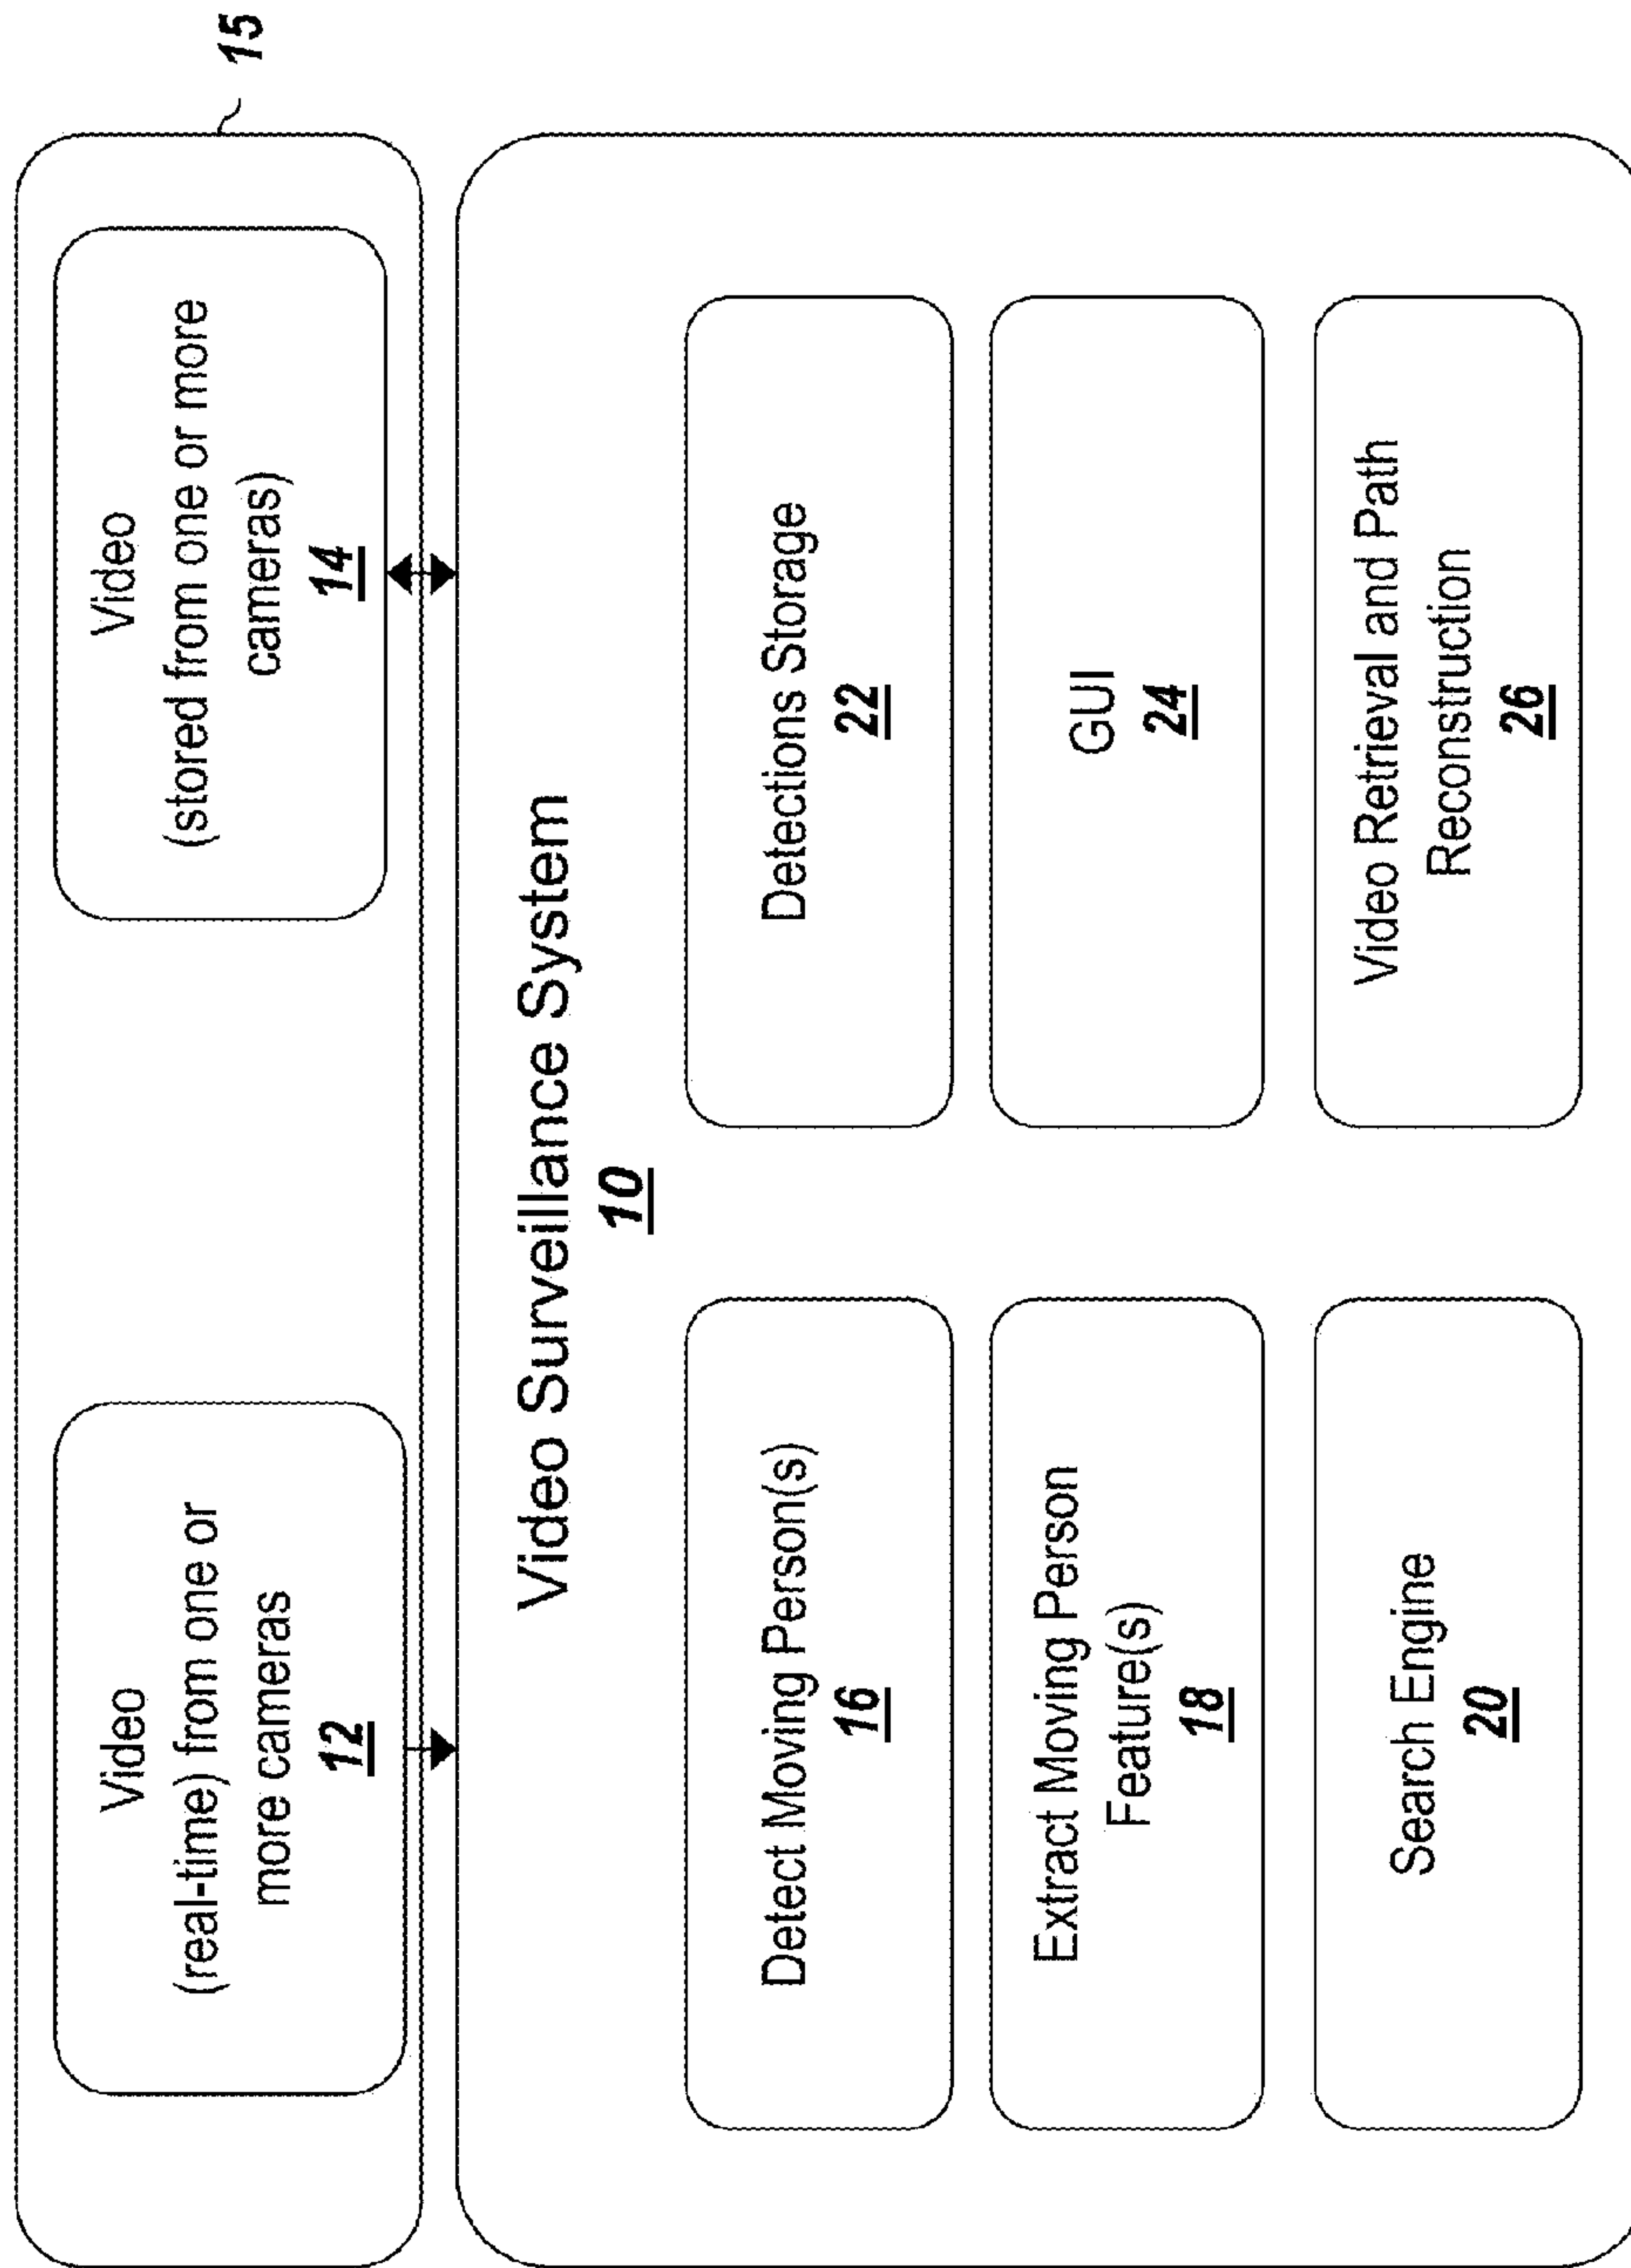 15
Video
(real-time) from one or
more cameras
12
Video
(stored from one or more
cameras)
14
Video Surveillance System
10
Detect Moving Person(s)
16
Detections Storage
22
Extract Moving Person
Feature(s)
18
GUI
24
Search Engine
20
Video Retrieval and Path
Reconstruction
26